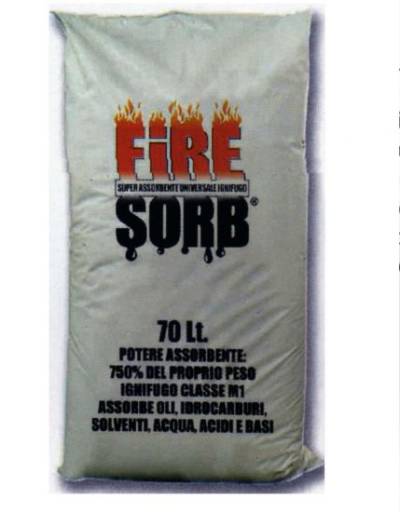 FiRE
SUPER ASSORBENTE UNIVERSALE IGNIFUGO
SORB®
70 Lt.
POTERE ASSORBENTE:
750% DEL PROPRIO PESO
IGNIFUGO CLASSE M1
ASSORBE OLI, IDROCARBURI,
SOLVENTI, ACQUA, ACIDI E BASI